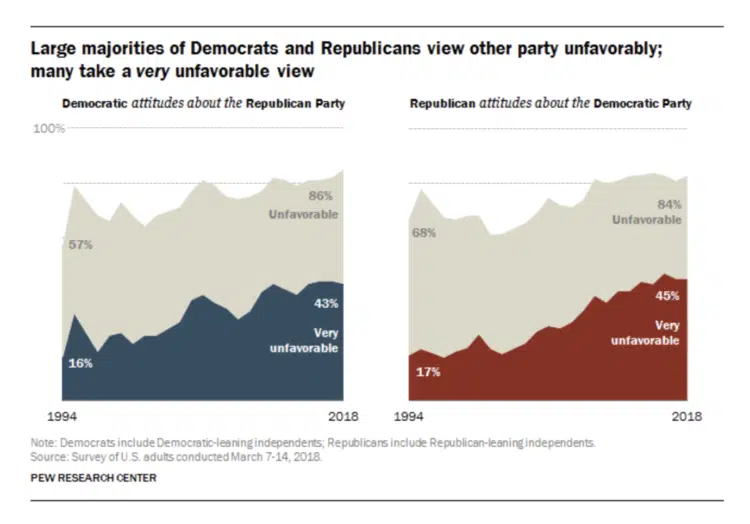 Large majorities of Democrats and Republicans view other party unfavorably;
many take a very unfavorable view
Democratic attitudes about the Republican Party
100%
57%
86%
Unfavorable
43%
Very
unfavorable
16%
1994
2018
Republican attitudes about the Democratic Party
68%
84%
Unfavorable
45%
Very
unfavorable
17%
1994
2018
Note: Democrats include Democratic-leaning independents; Republicans include Republican-leaning independents.
Source: Survey of U.S. adults conducted March 7-14, 2018.
PEW RESEARCH CENTER